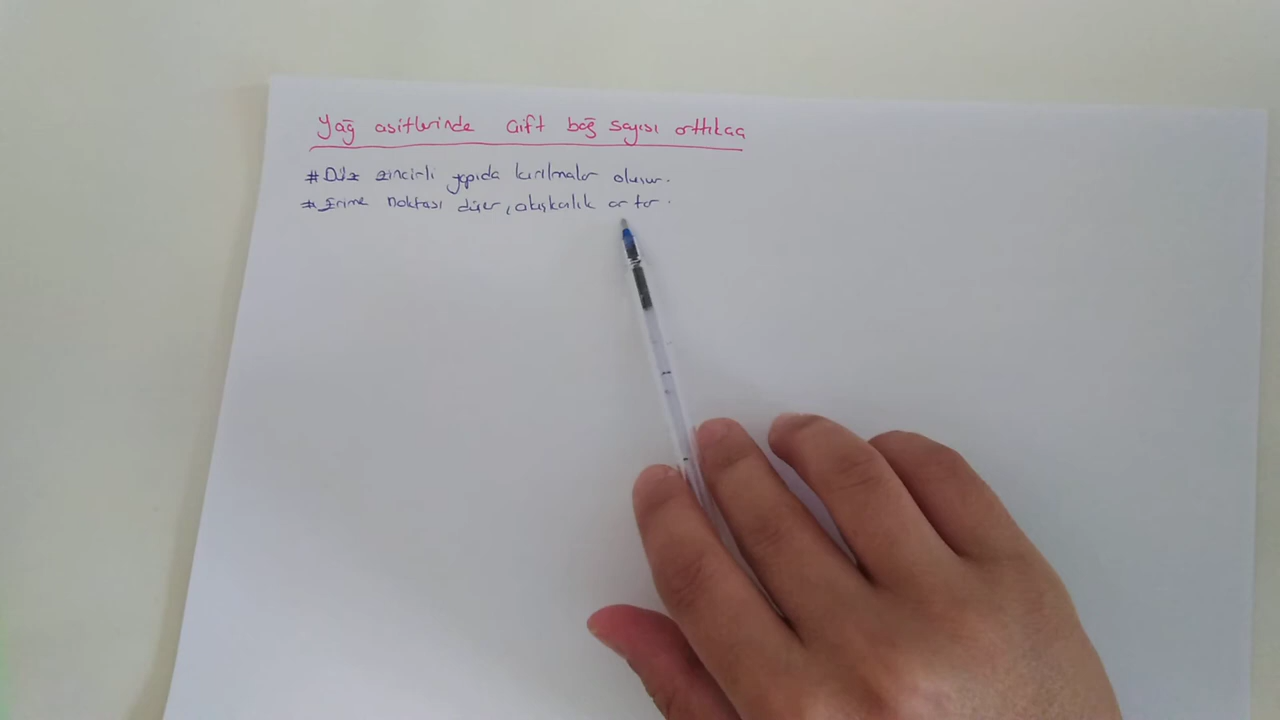 Yağ asitlerinde çift bağ sayısı arttıkça
# Düz zincirli yapıda kırılmalar oluşur.
# Erime noktası düşer, akışkanlık artar.